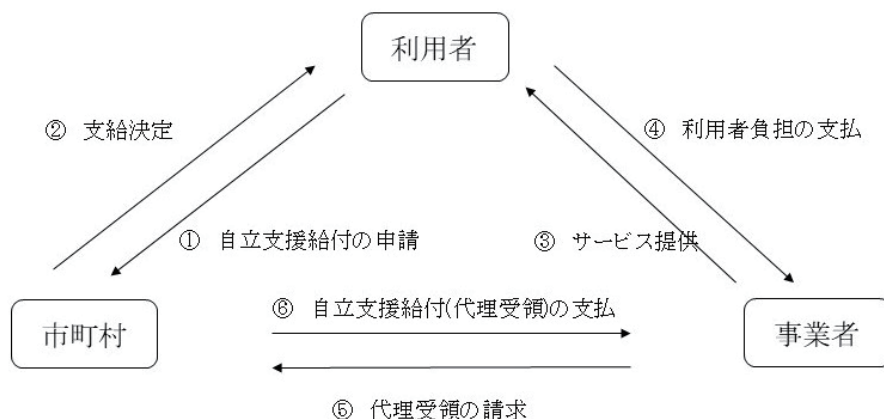 利用者
② 支給決定
④ 利用者負担の支払
① 自立支援給付の申請
③ サービス提供
⑥ 自立支援給付(代理受領)の支払
市町村
事業者
⑤ 代理受領の請求